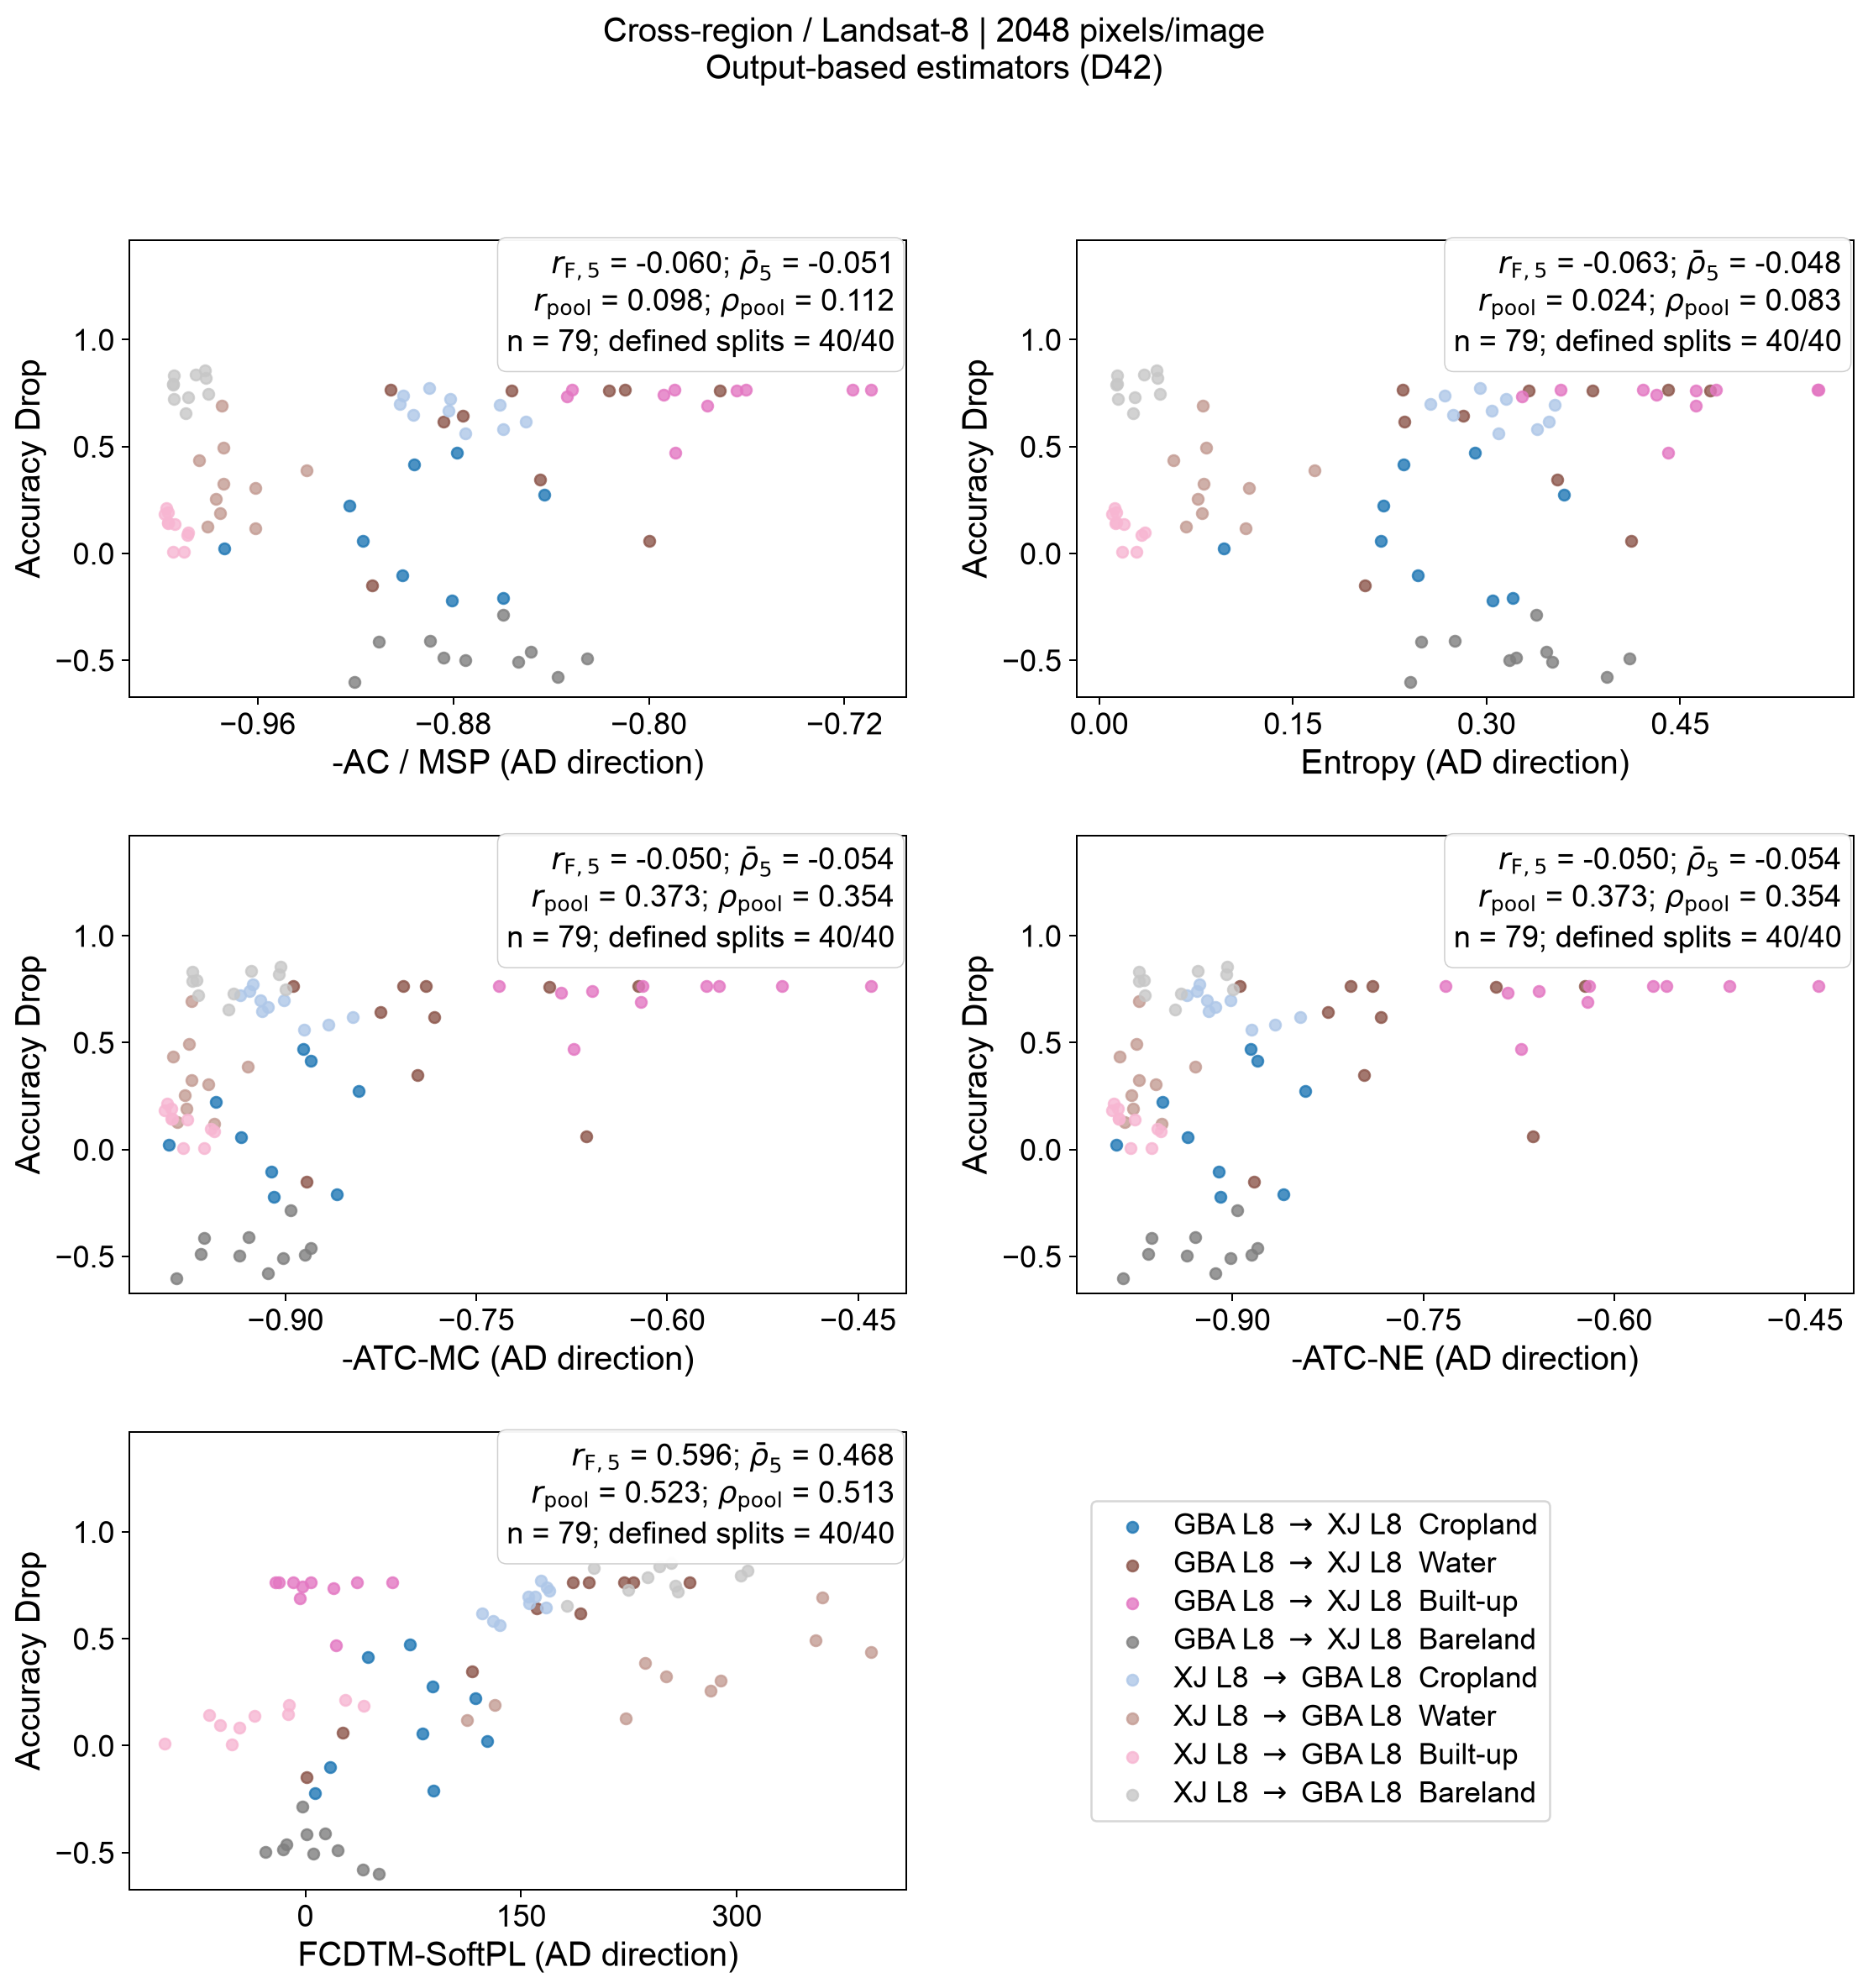 Cross-region / Landsat-8 | 2048 pixels/image
Output-based estimators (D42)
r_F, 5 = -0.060; ρ̄_5 = -0.051
r_pool = 0.098; ρ_pool = 0.112
n = 79; defined splits = 40/40
1.0
0.5
0.0
−0.5
Accuracy Drop
−0.96 −0.88 −0.80 −0.72
-AC / MSP (AD direction)
r_F, 5 = -0.063; ρ̄_5 = -0.048
r_pool = 0.024; ρ_pool = 0.083
n = 79; defined splits = 40/40
1.0
0.5
0.0
−0.5
Accuracy Drop
0.00 0.15 0.30 0.45
Entropy (AD direction)
r_F, 5 = -0.050; ρ̄_5 = -0.054
r_pool = 0.373; ρ_pool = 0.354
n = 79; defined splits = 40/40
1.0
0.5
0.0
−0.5
Accuracy Drop
−0.90 −0.75 −0.60 −0.45
-ATC-MC (AD direction)
r_F, 5 = -0.050; ρ̄_5 = -0.054
r_pool = 0.373; ρ_pool = 0.354
n = 79; defined splits = 40/40
1.0
0.5
0.0
−0.5
Accuracy Drop
−0.90 −0.75 −0.60 −0.45
-ATC-NE (AD direction)
r_F, 5 = 0.596; ρ̄_5 = 0.468
r_pool = 0.523; ρ_pool = 0.513
n = 79; defined splits = 40/40
1.0
0.5
0.0
−0.5
Accuracy Drop
0 150 300
FCDTM-SoftPL (AD direction)
GBA L8 → XJ L8 Cropland
GBA L8 → XJ L8 Water
GBA L8 → XJ L8 Built-up
GBA L8 → XJ L8 Bareland
XJ L8 → GBA L8 Cropland
XJ L8 → GBA L8 Water
XJ L8 → GBA L8 Built-up
XJ L8 → GBA L8 Bareland